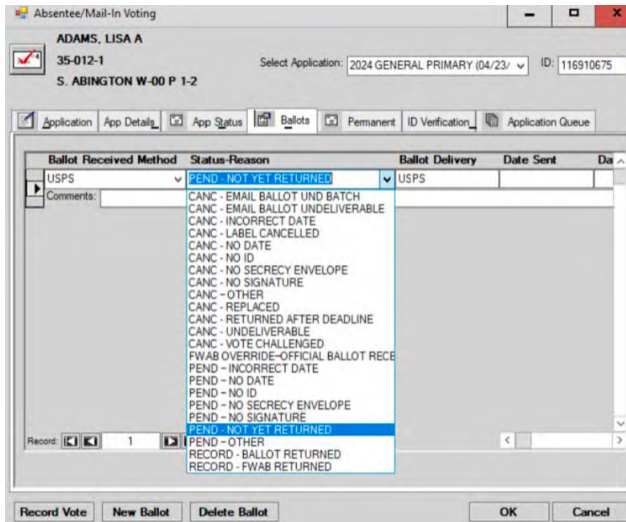 Absentee/Mail-In Voting
ADAMS, LISA A
35-012-1
S. ABINGTON W-00 P 1-2
Select Application: 2024 GENERAL PRIMARY (04/23/ ID: 116910675
Application App Details App Status Ballots Permanent ID Verification Application Queue
Ballot Received Method Status-Reason Ballot Delivery Date Sent Da
USPS PEND - NOT YET RETURNED USPS
Comments:
CANC - EMAIL BALLOT UND BATCH
CANC - EMAIL BALLOT UNDELIVERABLE
CANC - INCORRECT DATE
CANC - LABEL CANCELLED
CANC - NO DATE
CANC - NO ID
CANC - NO SECRECY ENVELOPE
CANC - NO SIGNATURE
CANC – OTHER
CANC - REPLACED
CANC - RETURNED AFTER DEADLINE
CANC - UNDELIVERABLE
CANC - VOTE CHALLENGED
FWAB OVERRIDE–OFFICIAL BALLOT RECE
PEND – INCORRECT DATE
PEND – NO DATE
PEND – NO ID
PEND – NO SECRECY ENVELOPE
PEND – NO SIGNATURE
PEND - NOT YET RETURNED
PEND – OTHER
RECORD - BALLOT RETURNED
RECORD - FWAB RETURNED
Record: 1
Record Vote New Ballot Delete Ballot OK Cancel